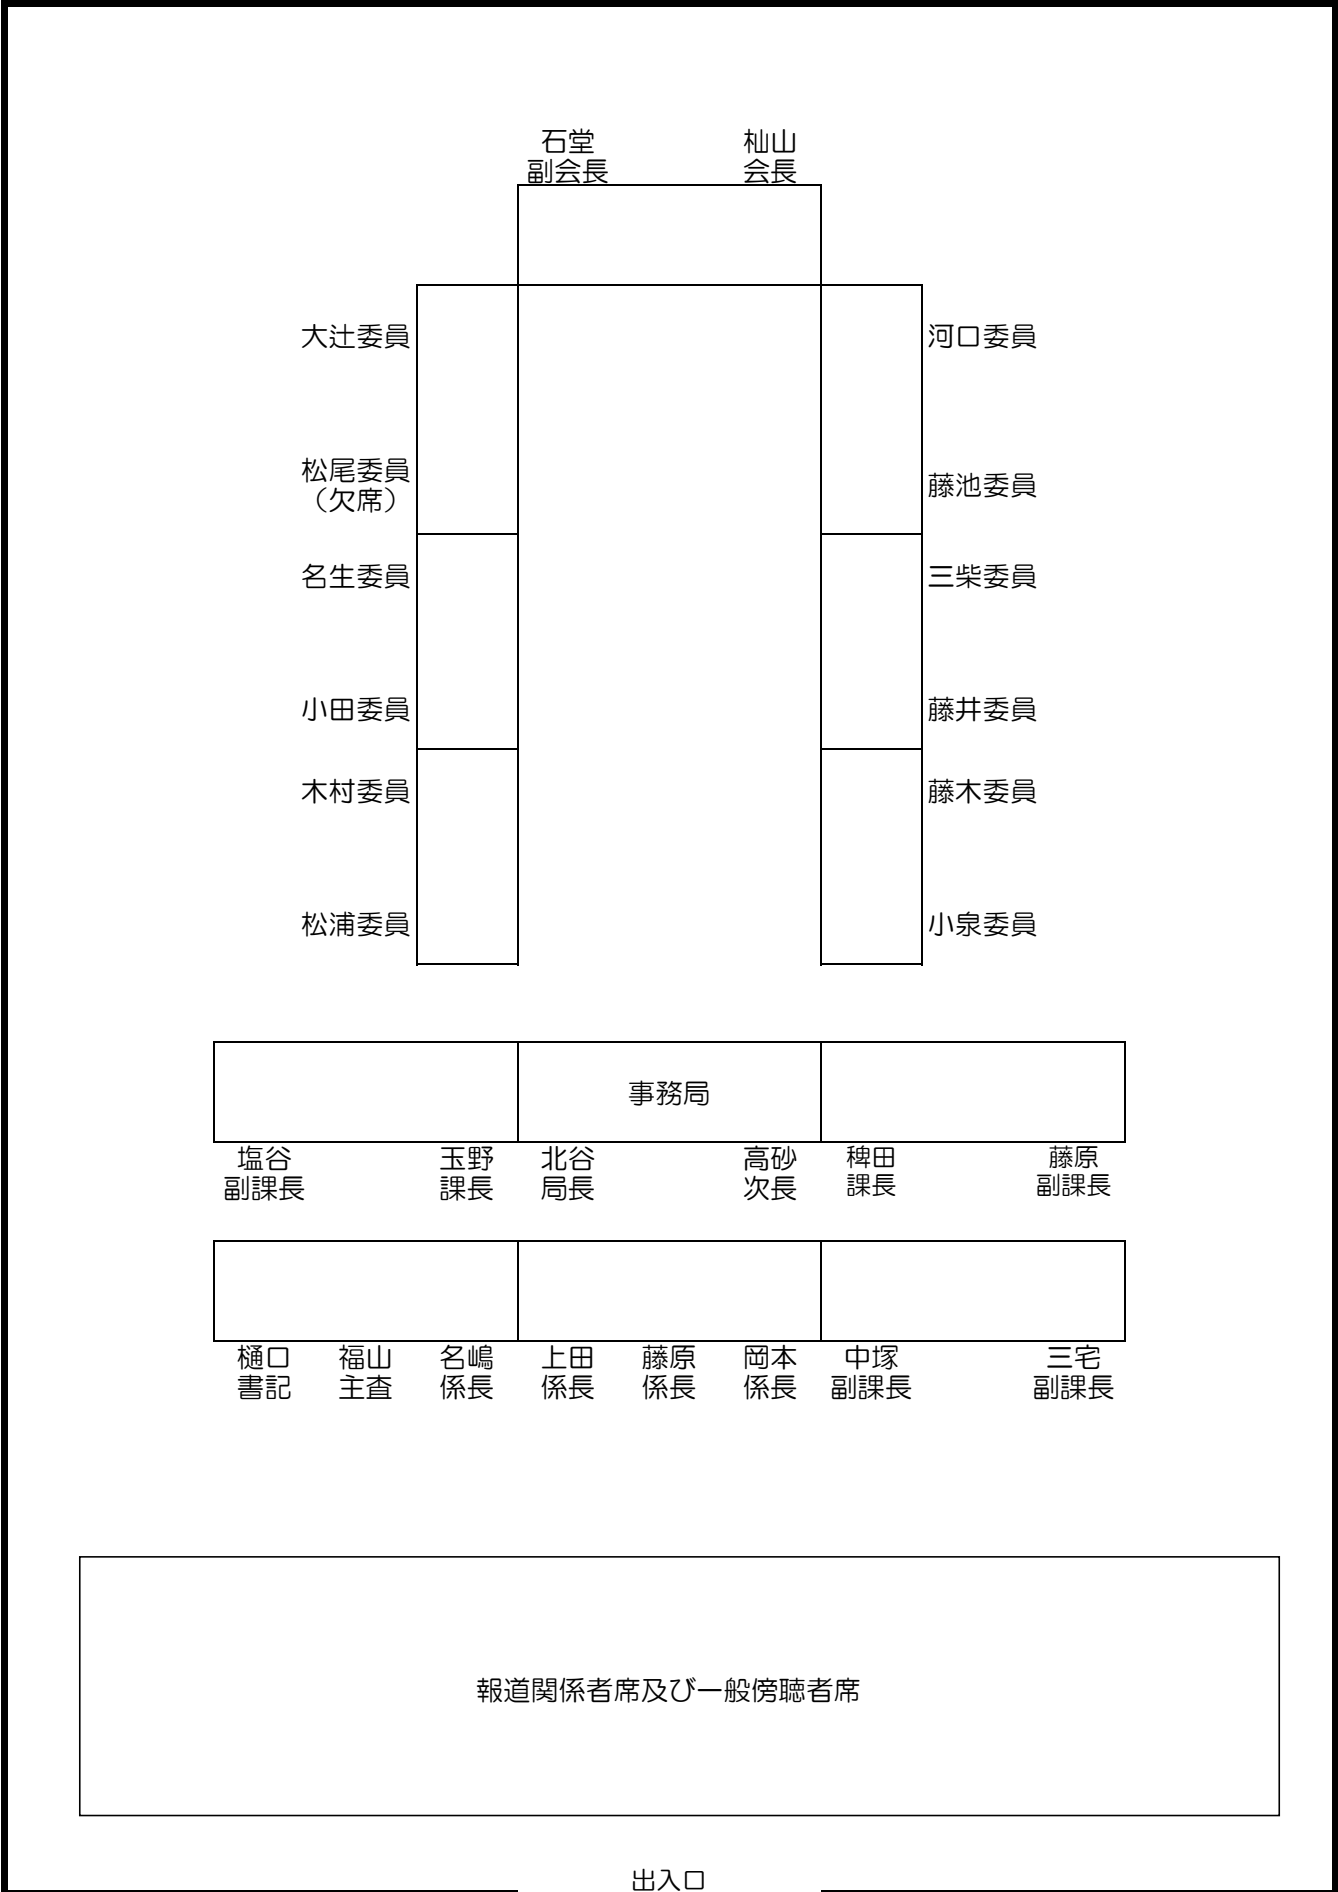 石堂
副会長
杣山
会長
大辻委員
河口委員
松尾委員
（欠席）
藤池委員
名生委員
三柴委員
小田委員
藤井委員
木村委員
藤木委員
松浦委員
小泉委員
事務局
塩谷
副課長
玉野
課長
北谷
局長
高砂
次長
稗田
課長
藤原
副課長
樋口
書記
福山
主査
名嶋
係長
上田
係長
藤原
係長
岡本
係長
中塚
副課長
三宅
副課長
報道関係者席及び一般傍聴者席
出入口